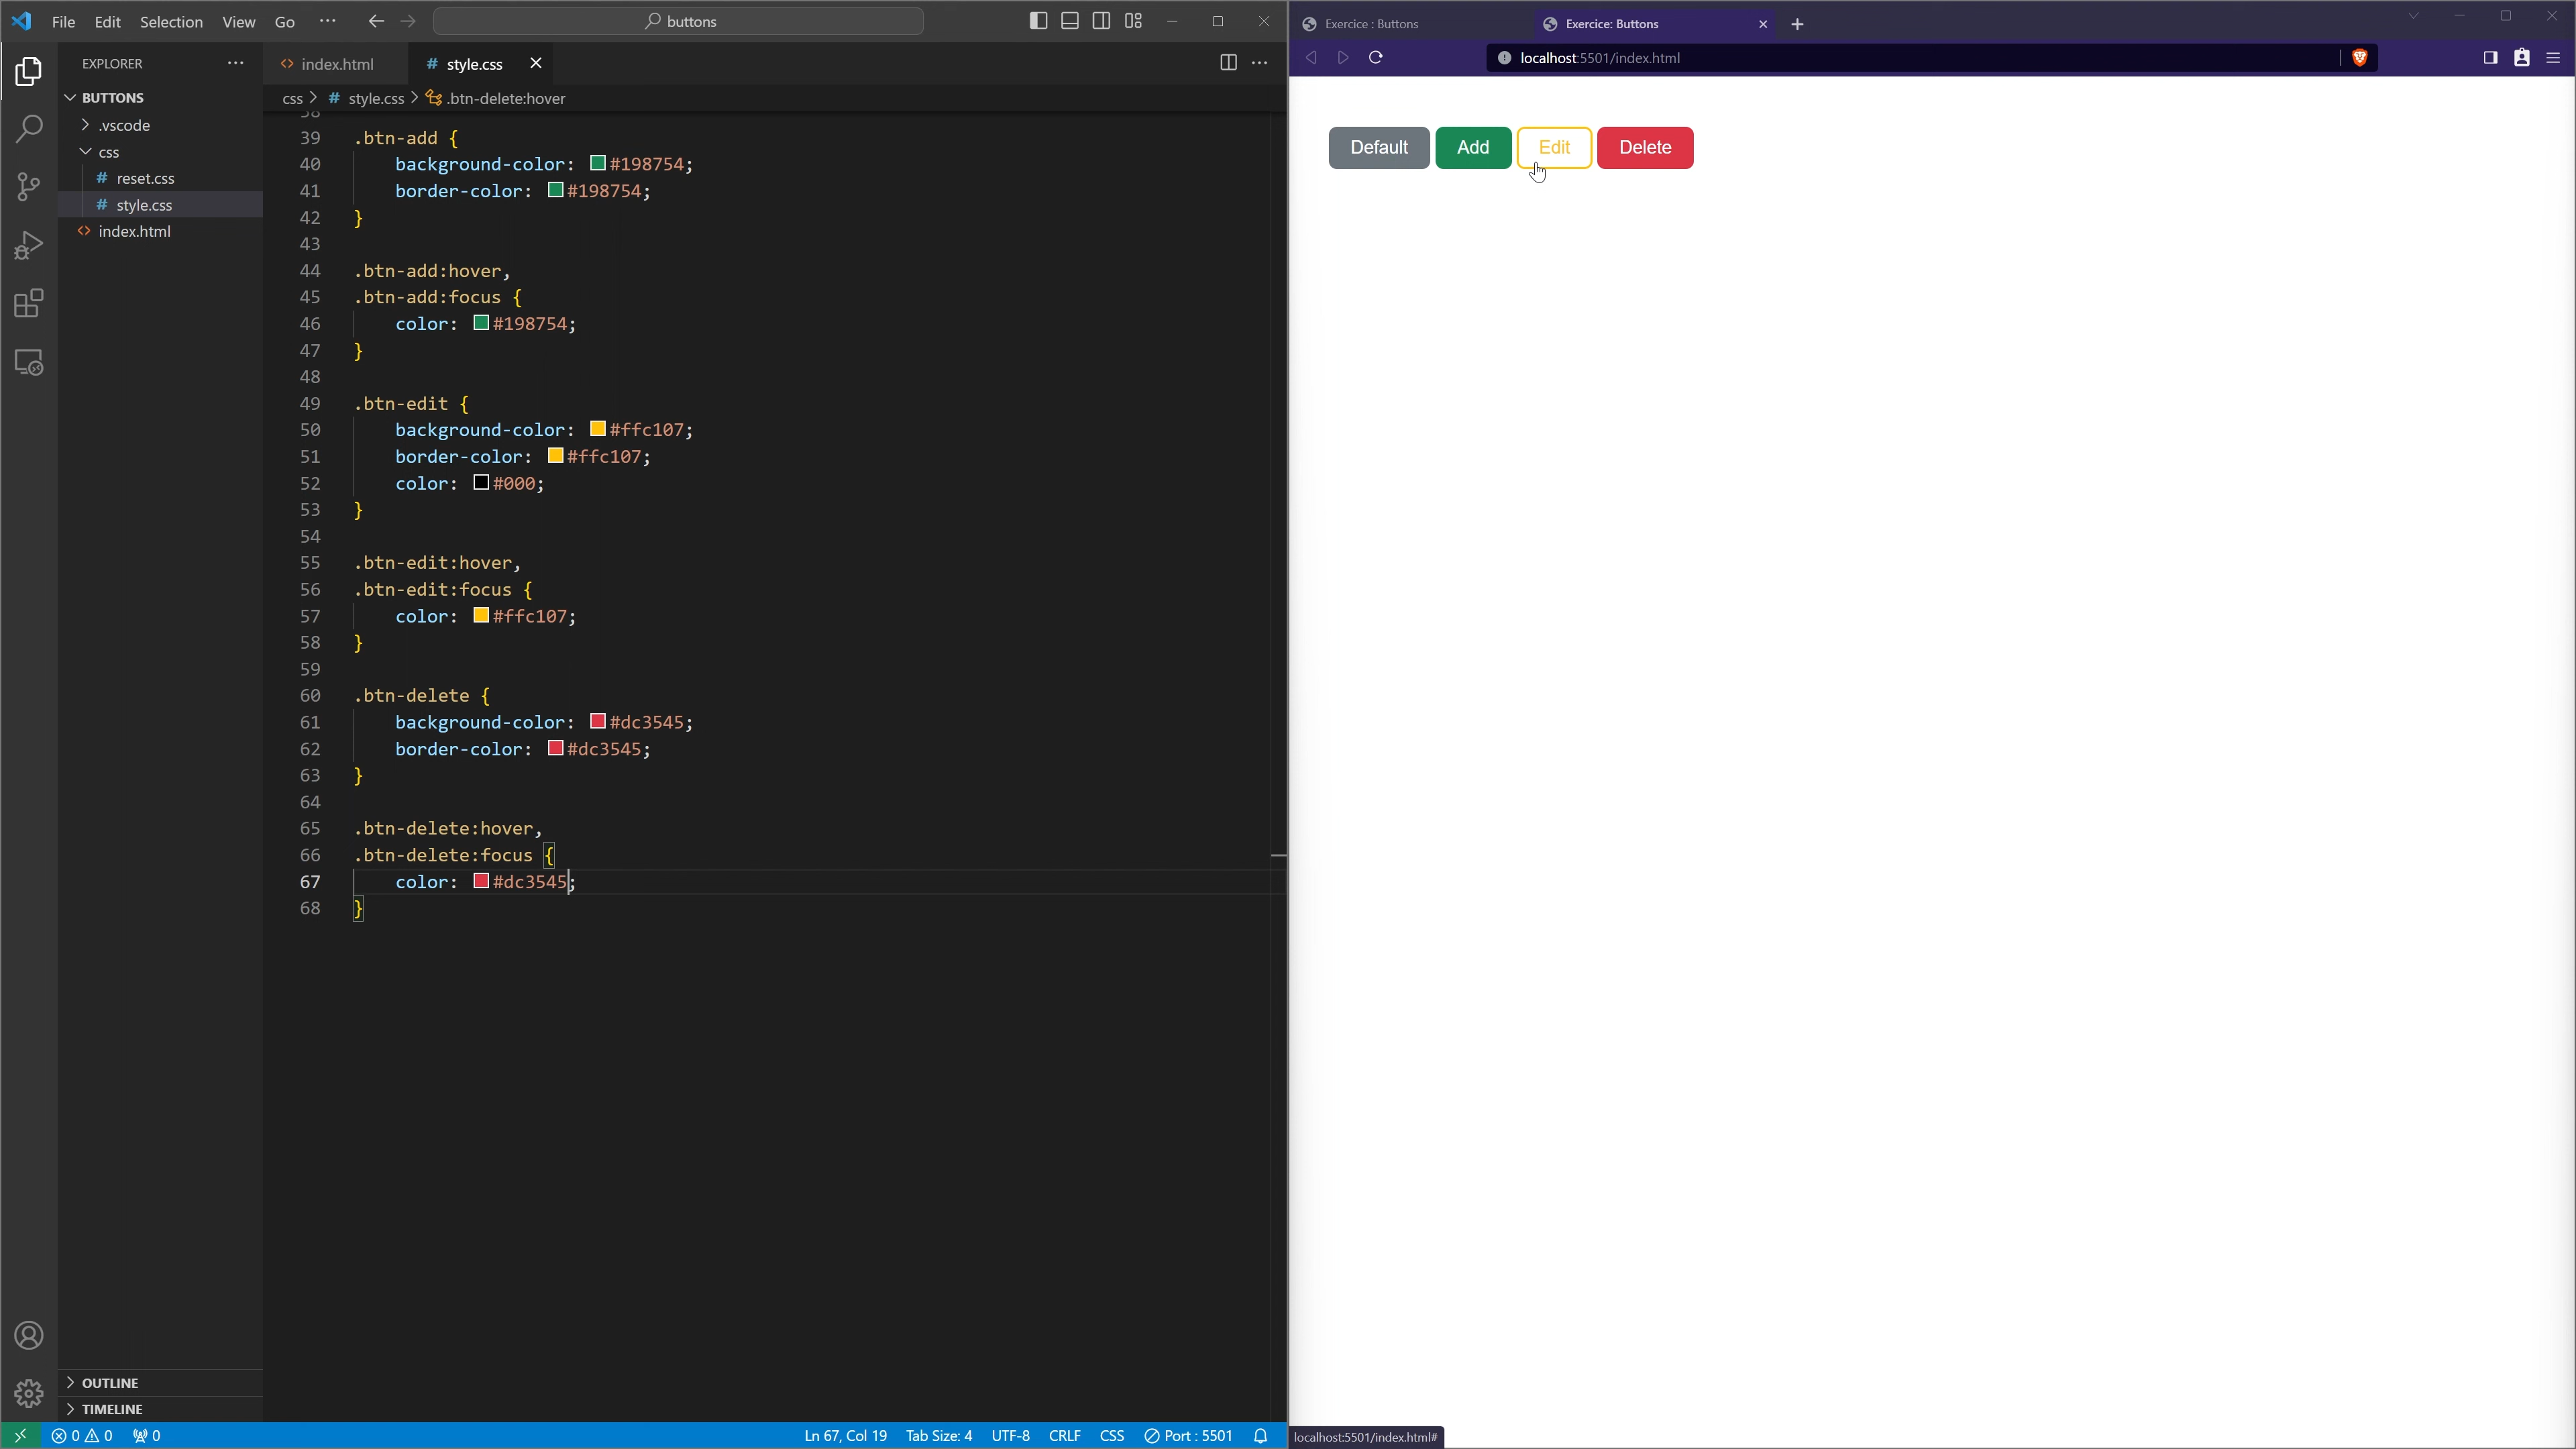 File Edit Selection View Go ··· buttons
EXPLORER ···
BUTTONS
.vscode
css
# reset.css
# style.css
<> index.html
OUTLINE
TIMELINE
<> index.html # style.css
css > # style.css > .btn-delete:hover
38
39 .btn-add {
40 background-color: #198754;
41 border-color: #198754;
42 }
43
44 .btn-add:hover,
45 .btn-add:focus {
46 color: #198754;
47 }
48
49 .btn-edit {
50 background-color: #ffc107;
51 border-color: #ffc107;
52 color: #000;
53 }
54
55 .btn-edit:hover,
56 .btn-edit:focus {
57 color: #ffc107;
58 }
59
60 .btn-delete {
61 background-color: #dc3545;
62 border-color: #dc3545;
63 }
64
65 .btn-delete:hover,
66 .btn-delete:focus {
67 color: #dc3545;
68 }
0 0 0 Ln 67, Col 19 Tab Size: 4 UTF-8 CRLF CSS Port : 5501
Exercice : Buttons Exercice: Buttons
localhost:5501/index.html
Default Add Edit Delete
localhost:5501/index.html#